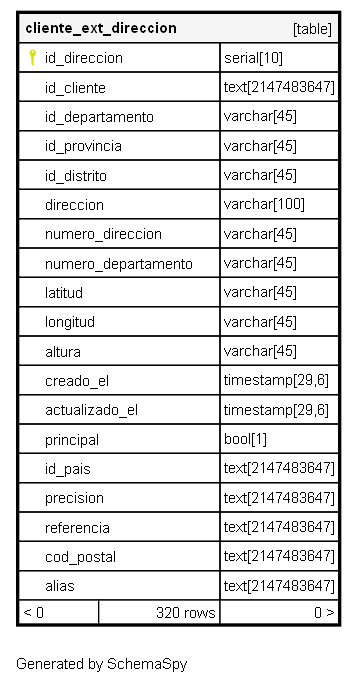 cliente_ext_direccion [table]
id_direccion serial[10]
id_cliente text[2147483647]
id_departamento varchar[45]
id_provincia varchar[45]
id_distrito varchar[45]
direccion varchar[100]
numero_direccion varchar[45]
numero_departamento varchar[45]
latitud varchar[45]
longitud varchar[45]
altura varchar[45]
creado_el timestamp[29,6]
actualizado_el timestamp[29,6]
principal bool[1]
id_pais text[2147483647]
precision text[2147483647]
referencia text[2147483647]
cod_postal text[2147483647]
alias text[2147483647]
< 0 320 rows 0 >
Generated by SchemaSpy